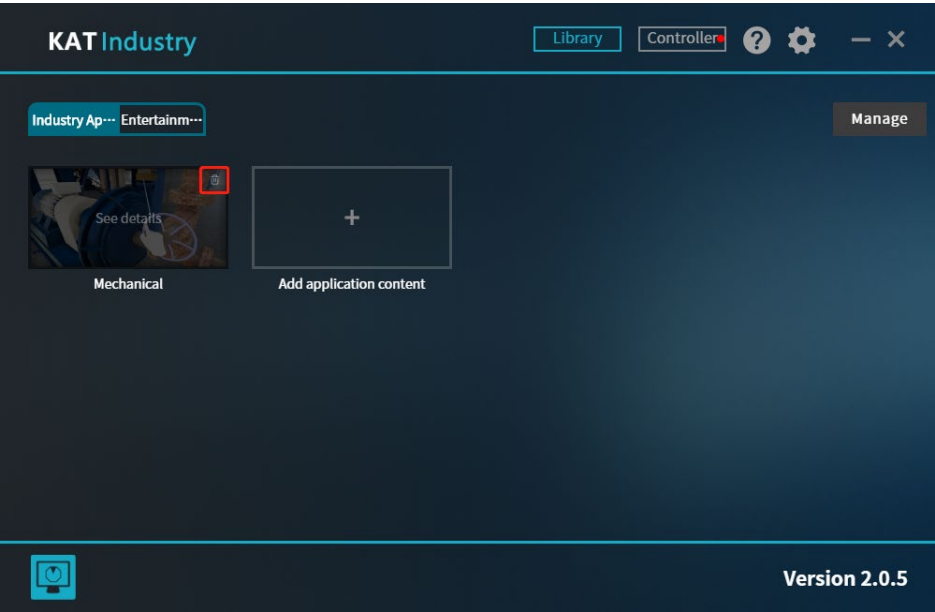 KAT Industry
Library
Controller
?
Industry Ap···
Entertainm···
Manage
See details
Mechanical
+
Add application content
Version 2.0.5